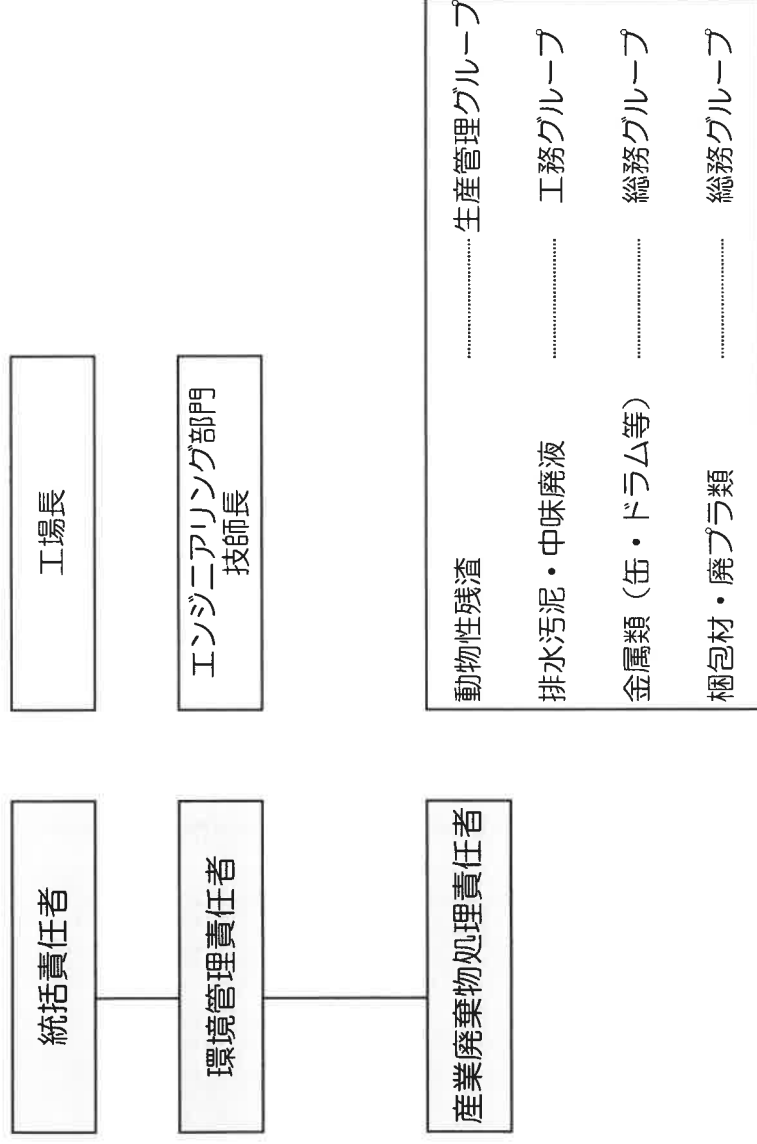 統括責任者
工場長
環境管理責任者
エンジニアリング部門
技師長
産業廃棄物処理責任者
動物性残渣 ………… 生産管理グループ
排水汚泥・中味廃液 ………… 工務グループ
金属類（缶・ドラム等） ………… 総務グループ
梱包材・廃プラ類 ………… 総務グループ